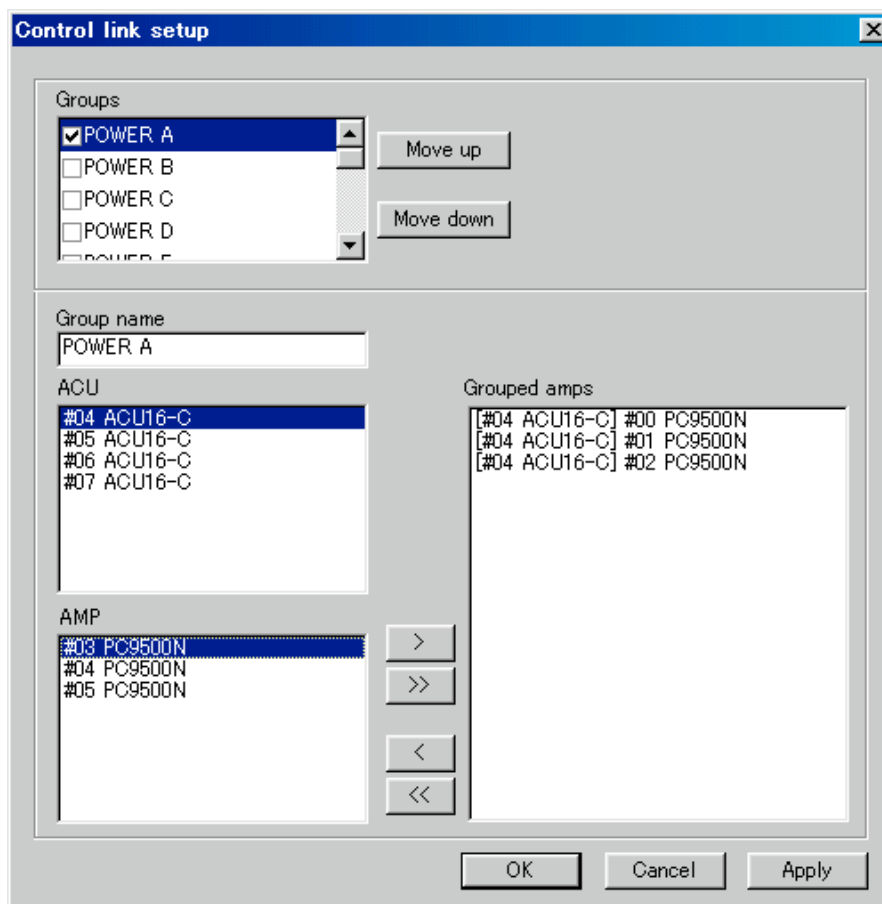 Control link setup
Groups
POWER A
POWER B
POWER C
POWER D
Move up
Move down
Group name
POWER A
ACU
#04 ACU16-C
#05 ACU16-C
#06 ACU16-C
#07 ACU16-C
Grouped amps
[#04 ACU16-C] #00 PC9500N
[#04 ACU16-C] #01 PC9500N
[#04 ACU16-C] #02 PC9500N
AMP
#03 PC9500N
#04 PC9500N
#05 PC9500N
>
>>
<
<<
OK Cancel Apply